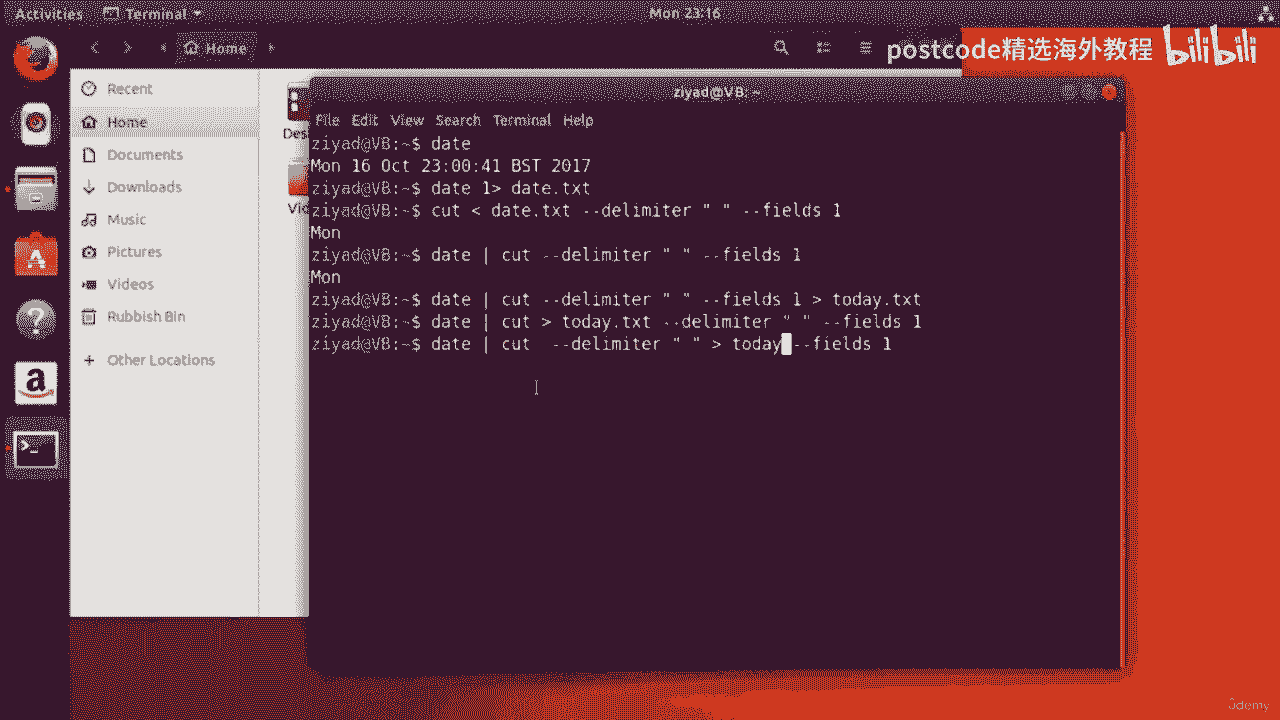 Activities Terminal Mon 23:16
Home
postcode精选海外教程 bilibili
Recent
Home
Documents
Downloads
Music
Pictures
Videos
Rubbish Bin
Other Locations
Des
Vid
ziyad@VB: ~
File Edit View Search Terminal Help
ziyad@VB:~$ date
Mon 16 Oct 23:00:41 BST 2017
ziyad@VB:~$ date 1> date.txt
ziyad@VB:~$ cut < date.txt --delimiter " " --fields 1
Mon
ziyad@VB:~$ date | cut --delimiter " " --fields 1
Mon
ziyad@VB:~$ date | cut --delimiter " " --fields 1 > today.txt
ziyad@VB:~$ date | cut > today.txt --delimiter " " --fields 1
ziyad@VB:~$ date | cut  --delimiter " " > today --fields 1
ûdemy